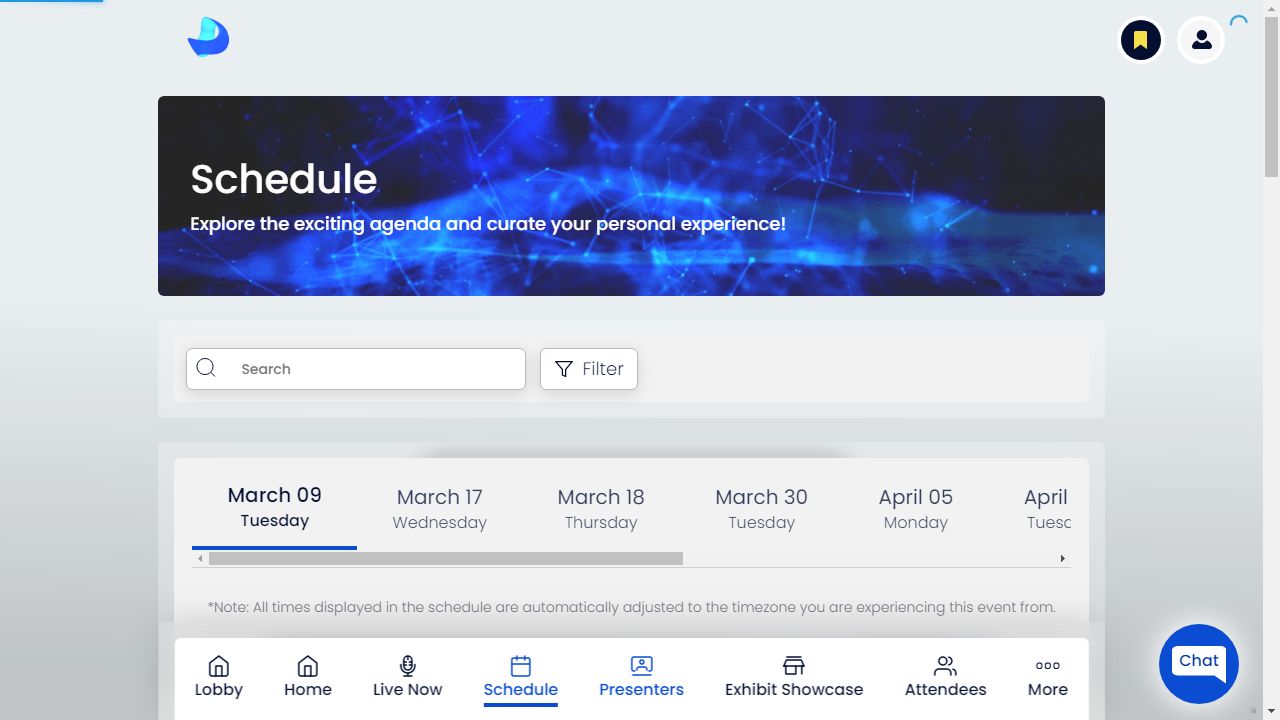 Schedule
Explore the exciting agenda and curate your personal experience!
Search
Filter
March 09
Tuesday
March 17
Wednesday
March 18
Thursday
March 30
Tuesday
April 05
Monday
April
Tuesc
*Note: All times displayed in the schedule are automatically adjusted to the timezone you are experiencing this event from.
Chat
Lobby
Home
Live Now
Schedule
Presenters
Exhibit Showcase
Attendees
More